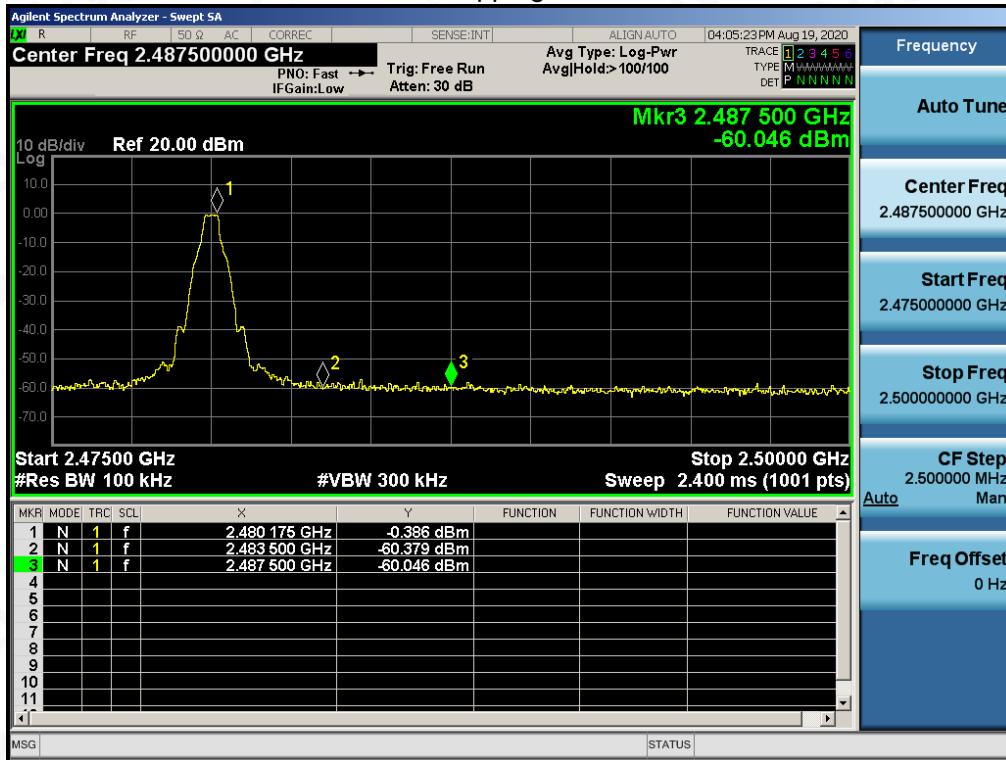 Agilent Spectrum Analyzer - Swept SA
LXI R RF 50 Ω AC CORREC SENSE:INT ALIGN AUTO 04:05:23 PM Aug 19, 2020
Center Freq 2.487500000 GHz
PNO: Fast
IFGain:Low
Trig: Free Run
Atten: 30 dB
Avg Type: Log-Pwr
Avg|Hold:> 100/100
TRACE 1 2 3 4 5 6
TYPE M WWWWW
DET P N N N N N
Mkr3 2.487 500 GHz
-60.046 dBm
10 dB/div Ref 20.00 dBm
Log
10.0
0.00
-10.0
-20.0
-30.0
-40.0
-50.0
-60.0
-70.0
1
2
3
Start 2.47500 GHz Stop 2.50000 GHz
#Res BW 100 kHz #VBW 300 kHz Sweep 2.400 ms (1001 pts)
MKR MODE TRC SCL X Y FUNCTION FUNCTION WIDTH FUNCTION VALUE
1 N 1 f 2.480 175 GHz -0.386 dBm
2 N 1 f 2.483 500 GHz -60.379 dBm
3 N 1 f 2.487 500 GHz -60.046 dBm
4
5
6
7
8
9
10
11
MSG STATUS
Frequency
Auto Tune
Center Freq
2.487500000 GHz
Start Freq
2.475000000 GHz
Stop Freq
2.500000000 GHz
CF Step
2.500000 MHz
Auto Man
Freq Offset
0 Hz